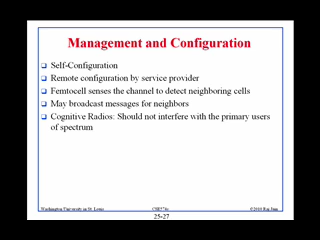 Management and Configuration
Self-Configuration
Remote configuration by service provider
Femtocell senses the channel to detect neighboring cells
May broadcast messages for neighbors
Cognitive Radios: Should not interfere with the primary users
of spectrum
Washington University in St. Louis CSE574s ©2010 Raj Jain
25-27